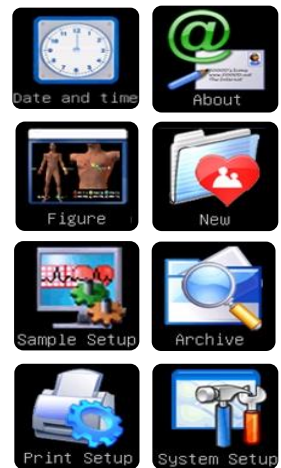 Date and time
About
Figure
New
Sample Setup
Archive
Print Setup
System Setup